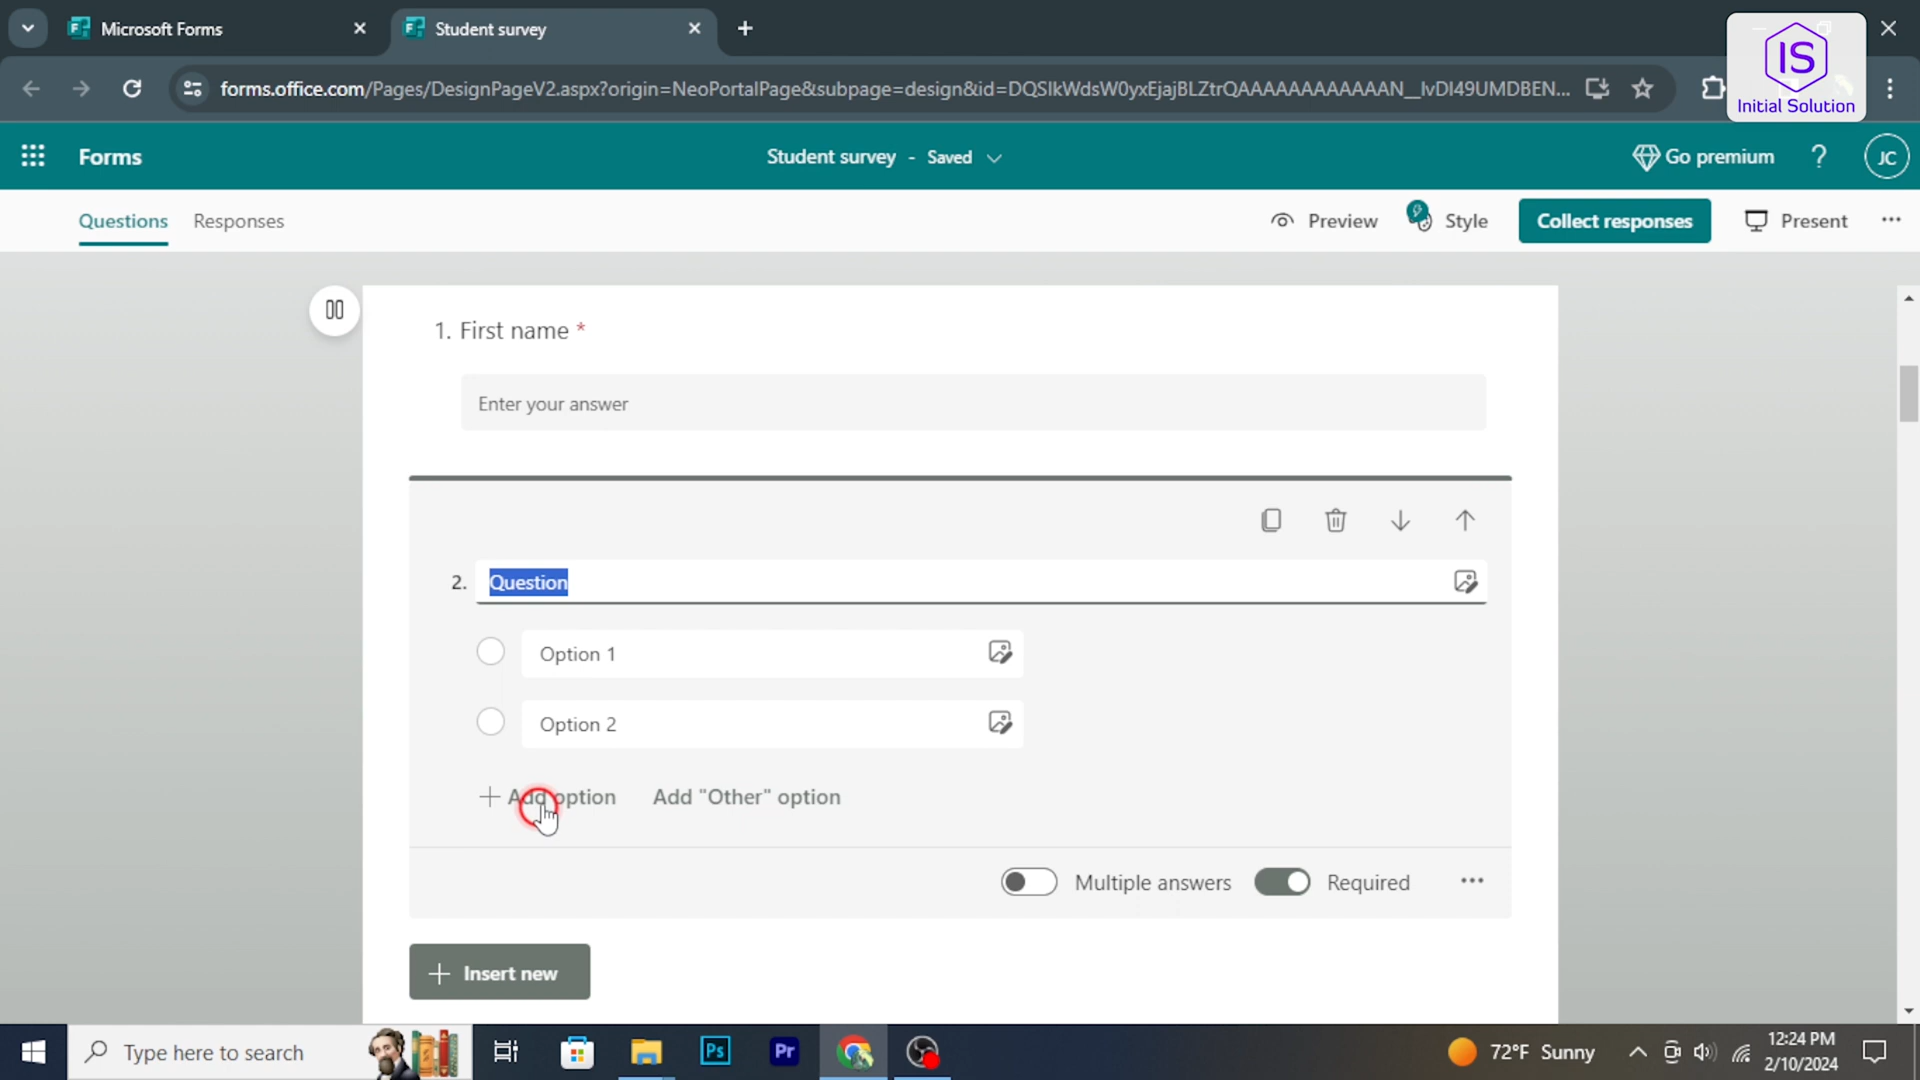 Microsoft Forms
Student survey
IS
Initial Solution
forms.office.com/Pages/DesignPageV2.aspx?origin=NeoPortalPage&subpage=design&id=DQSIkWdsW0yxEjajBLZtrQAAAAAAAAAAAAN__IvDI49UMDBEN...
Forms
Student survey - Saved
Go premium
?
JC
Questions
Responses
Preview
Style
Collect responses
Present
1. First name *
Enter your answer
2. Question
Option 1
Option 2
Add option
Add "Other" option
Multiple answers
Required
Insert new
Type here to search
Ps
Pr
72°F Sunny
12:24 PM
2/10/2024